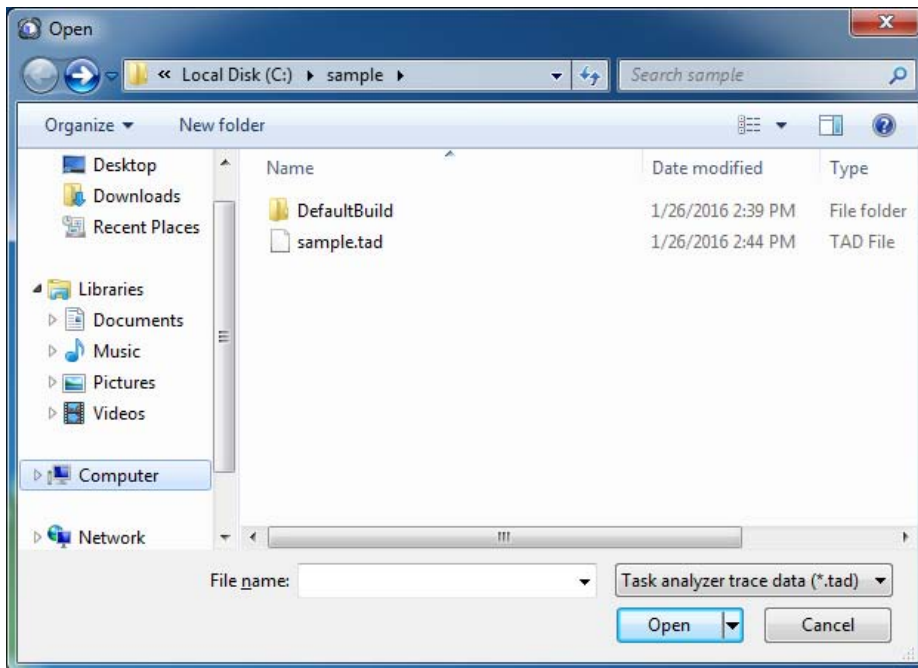 Open
« Local Disk (C:) ▸ sample ▸ Search sample
Organize New folder
Name Date modified Type
Desktop
Downloads
Recent Places
Libraries
Documents
Music
Pictures
Videos
Computer
Network
DefaultBuild 1/26/2016 2:39 PM File folder
sample.tad 1/26/2016 2:44 PM TAD File
File name: Task analyzer trace data (*.tad)
Open Cancel